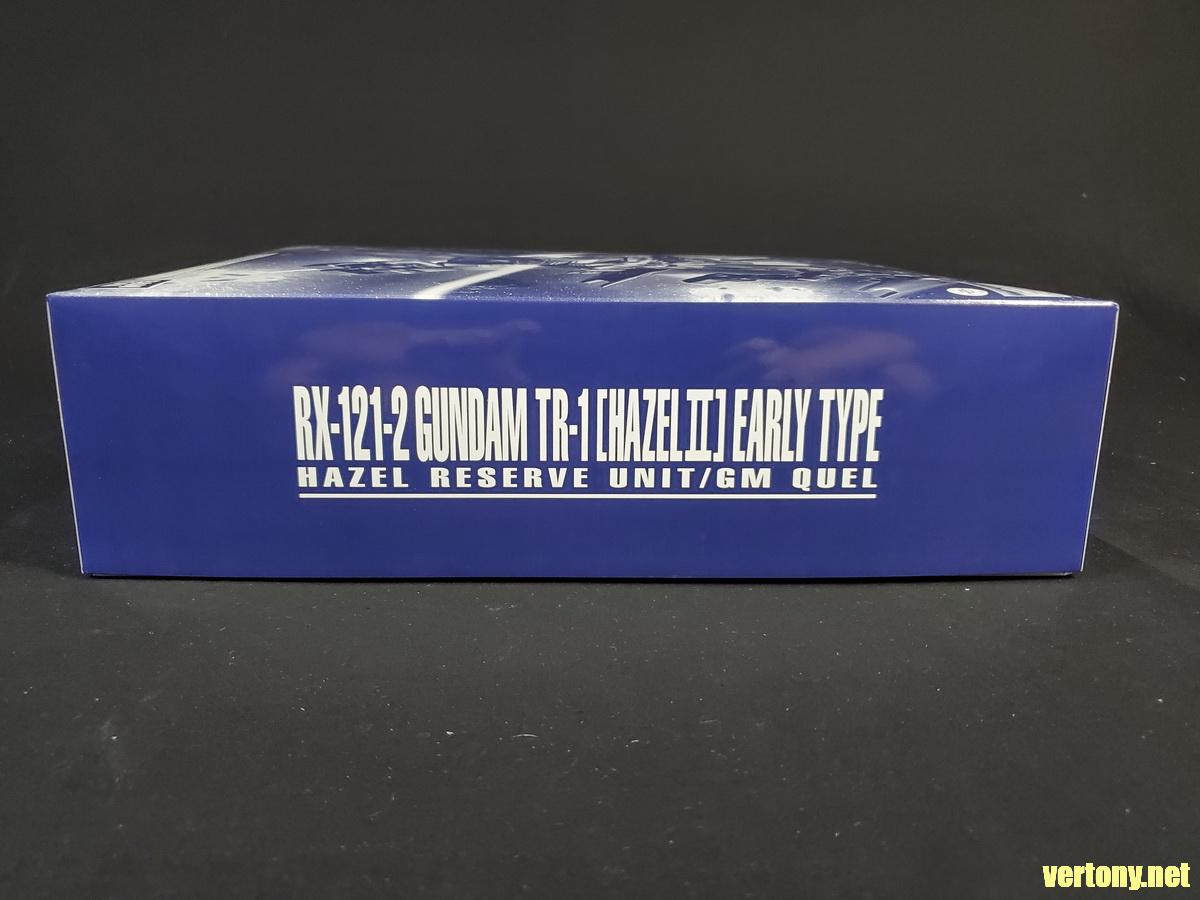 RX-121-2 GUNDAM TR-1 [HAZEL II] EARLY TYPE
HAZEL RESERVE UNIT/GM QUEL
vertony.net